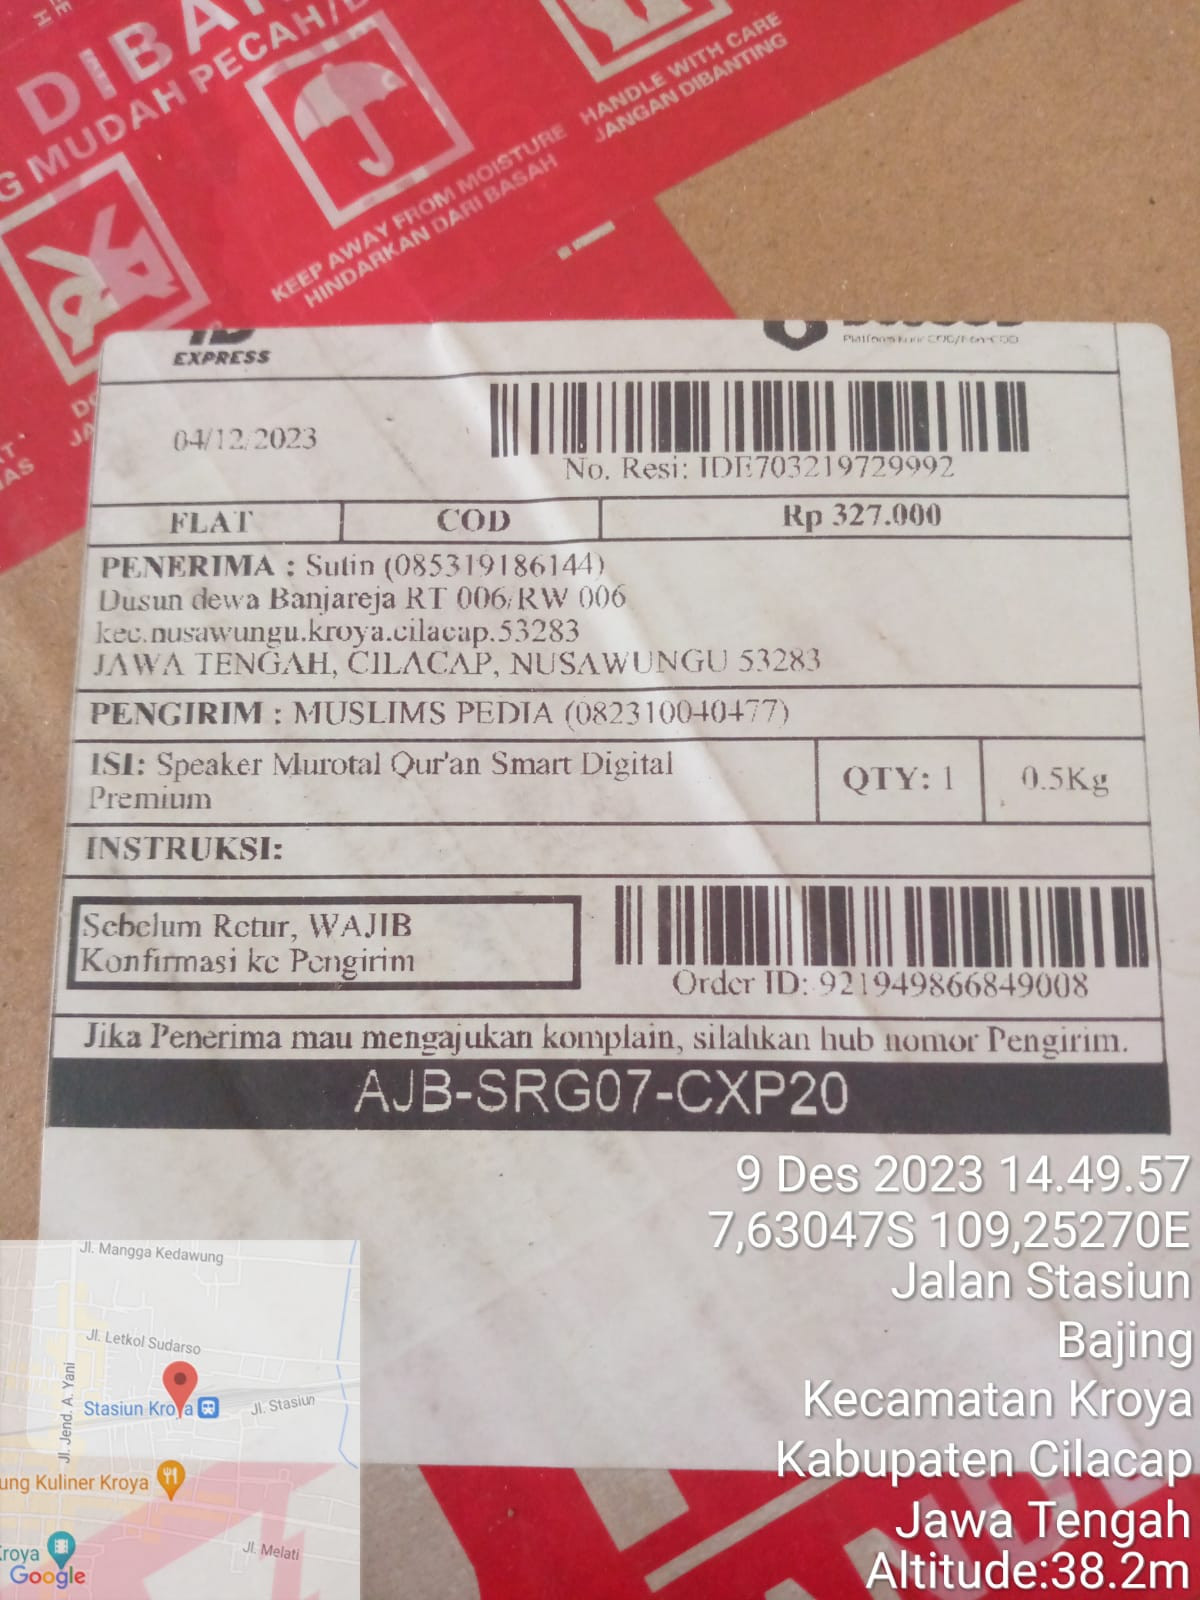 DIBAN
G MUDAH PECAH/
KEEP AWAY FROM MOISTURE
HINDARKAN DARI BASAH
HANDLE WITH CARE
JANGAN DIBANTING
EXPRESS
04/12/2023
No. Resi: IDE703219729992
FLAT COD Rp 327.000
PENERIMA : Sutin (085319186144)
Dusun dewa Banjareja RT 006/RW 006
kec.nusawungu.kroya.cilacap.53283
JAWA TENGAH, CILACAP, NUSAWUNGU 53283
PENGIRIM : MUSLIMS PEDIA (082310040477)
ISI: Speaker Murotal Qur'an Smart Digital
Premium
QTY: 1 0.5Kg
INSTRUKSI:
Sebelum Retur, WAJIB
Konfirmasi ke Pengirim
Order ID: 921949866849008
Jika Penerima mau mengajukan komplain, silahkan hub nomor Pengirim.
AJB-SRG07-CXP20
9 Des 2023 14.49.57
7,63047S 109,25270E
Jalan Stasiun
Bajing
Kecamatan Kroya
Kabupaten Cilacap
Jawa Tengah
Altitude:38.2m
Jl. Mangga Kedawung
Jl. Letkol Sudarso
Jl. Jend. A. Yani
Stasiun Kroya
Jl. Stasiun
ung Kuliner Kroya
Kroya
Jl. Melati
Google